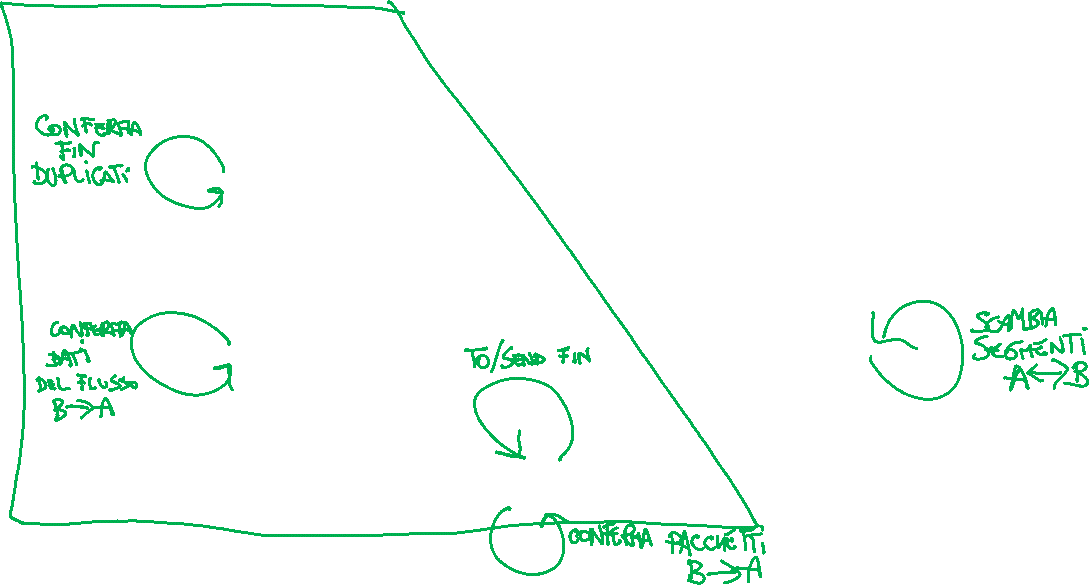 CONFERMA
FIN
DUPLICATI
CONFERMA
DATI
DEL FLUSSO
B→A
TO/SEND FIN
CONFERMA PACCHETTI
B→A
SCAMBIA
SEGMENTI
A↔B